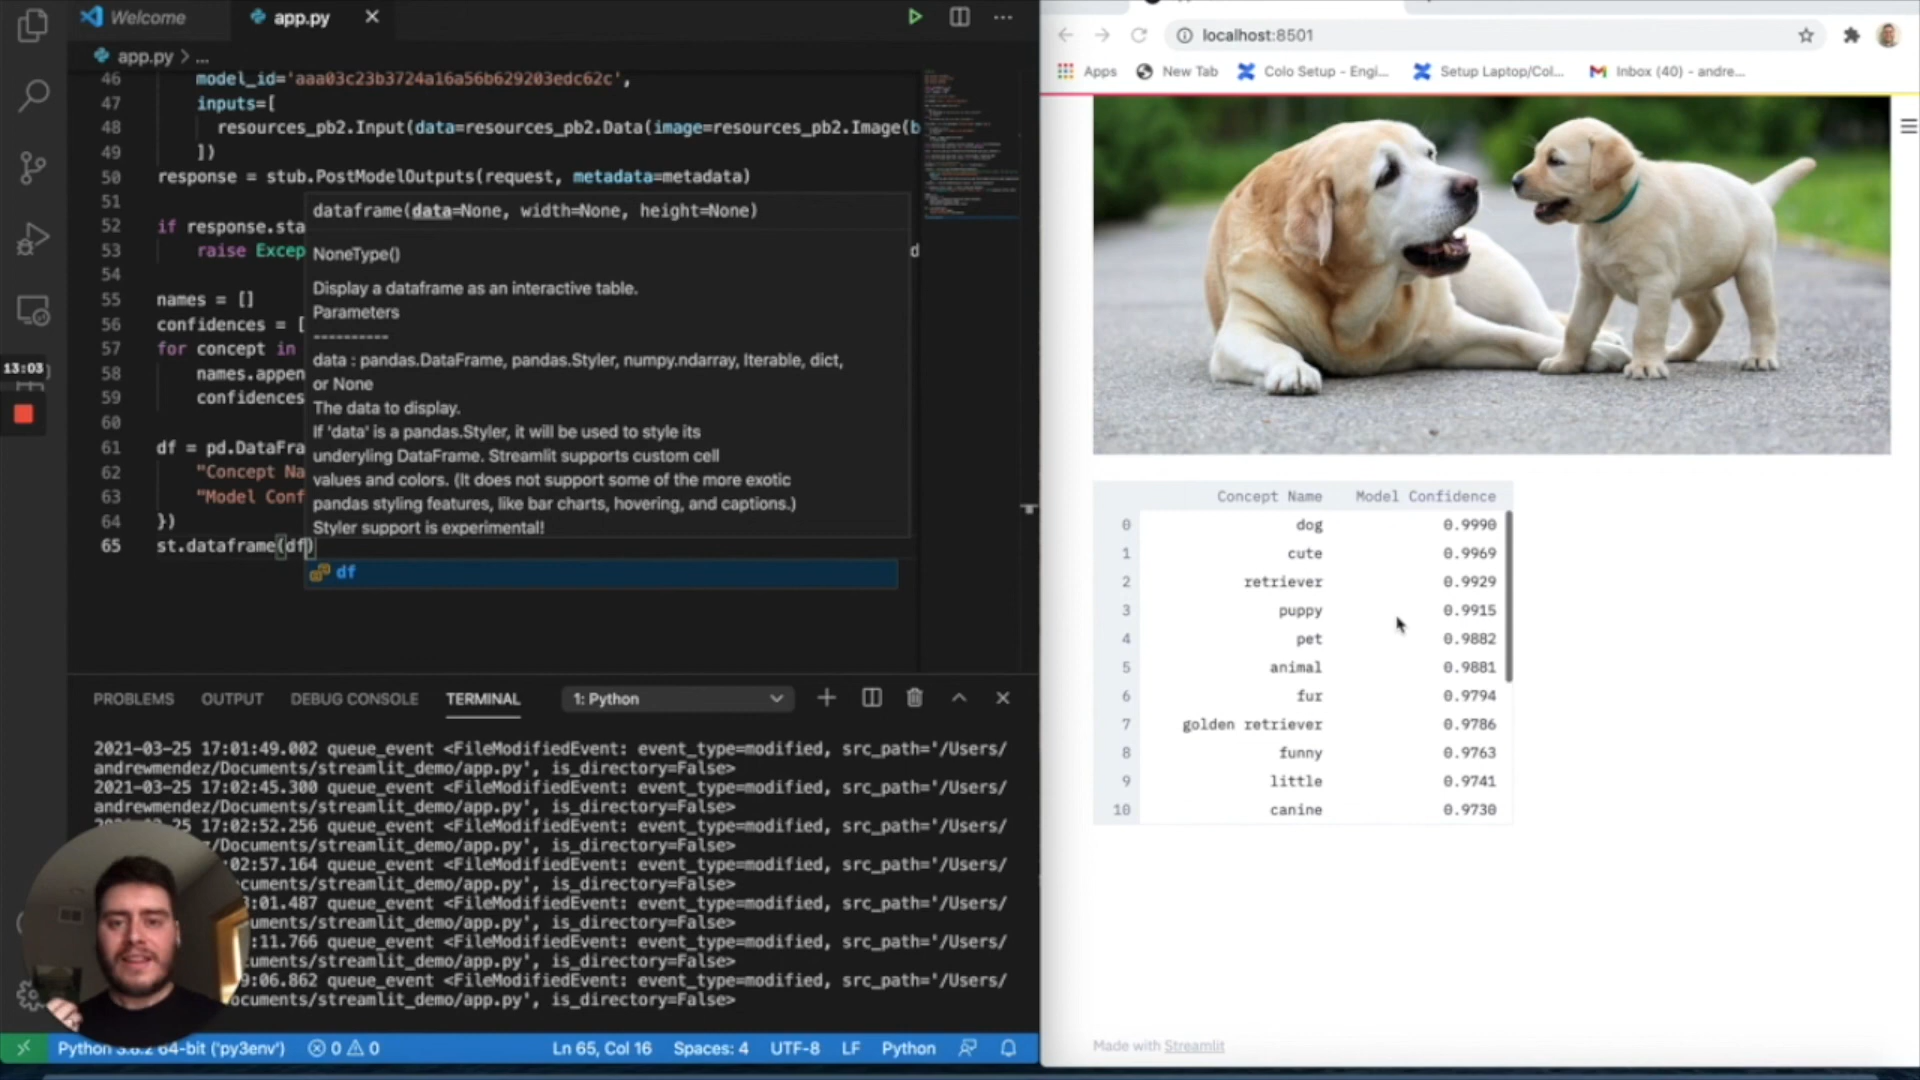 Welcome
app.py
app.py > ...
46 model_id='aaa03c23b3724a16a56b629203edc62c',
47 inputs=[
48 resources_pb2.Input(data=resources_pb2.Data(image=resources_pb2.Image(b
49 ])
50 response = stub.PostModelOutputs(request, metadata=metadata)
51
52 if response.sta
53 raise Excep
d
54
55 names = []
56 confidences = [
57 for concept in
58 names.appen
59 confidences
60
61 df = pd.DataFra
62 "Concept Na
63 "Model Conf
64 })
65 st.dataframe(df)
dataframe(data=None, width=None, height=None)
NoneType()
Display a dataframe as an interactive table.
Parameters
----------
data : pandas.DataFrame, pandas.Styler, numpy.ndarray, Iterable, dict,
or None
The data to display.
If 'data' is a pandas.Styler, it will be used to style its
underyling DataFrame. Streamlit supports custom cell
values and colors. (It does not support some of the more exotic
pandas styling features, like bar charts, hovering, and captions.)
Styler support is experimental!
df
13:03
PROBLEMS OUTPUT DEBUG CONSOLE TERMINAL 1: Python
2021-03-25 17:01:49.002 queue_event <FileModifiedEvent: event_type=modified, src_path='/Users/
andrewmendez/Documents/streamlit_demo/app.py', is_directory=False>
2021-03-25 17:02:45.300 queue_event <FileModifiedEvent: event_type=modified, src_path='/Users/
andrewmendez/Documents/streamlit_demo/app.py', is_directory=False>
25 17:02:52.256 queue_event <FileModifiedEvent: event_type=modified, src_path='/Users/
/Documents/streamlit_demo/app.py', is_directory=False>
02:57.164 queue_event <FileModifiedEvent: event_type=modified, src_path='/Users/
cuments/streamlit_demo/app.py', is_directory=False>
3:01.487 queue_event <FileModifiedEvent: event_type=modified, src_path='/Users/
uments/streamlit_demo/app.py', is_directory=False>
:11.766 queue_event <FileModifiedEvent: event_type=modified, src_path='/Users/
ocuments/streamlit_demo/app.py', is_directory=False>
9:06.862 queue_event <FileModifiedEvent: event_type=modified, src_path='/Users/
ocuments/streamlit_demo/app.py', is_directory=False>
Python 3.8.2 64-bit ('py3env') 0 0 Ln 65, Col 16 Spaces: 4 UTF-8 LF Python
localhost:8501
Apps New Tab Colo Setup - Engi... Setup Laptop/Col... Inbox (40) - andre...
Concept Name Model Confidence
0 dog 0.9990
1 cute 0.9969
2 retriever 0.9929
3 puppy 0.9915
4 pet 0.9882
5 animal 0.9881
6 fur 0.9794
7 golden retriever 0.9786
8 funny 0.9763
9 little 0.9741
10 canine 0.9730
Made with Streamlit